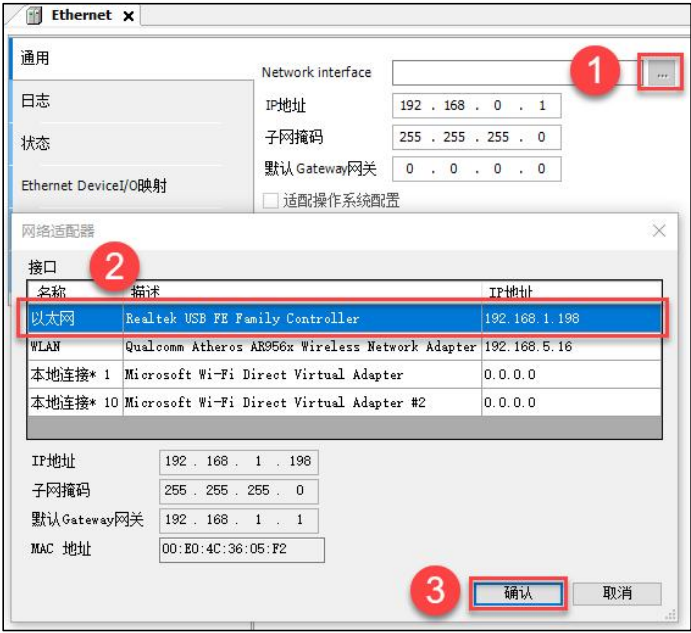 Ethernet
通用
日志
状态
Ethernet DeviceI/O映射
Network interface
...
1
IP地址
192 . 168 . 0 . 1
子网掩码
255 . 255 . 255 . 0
默认 Gateway网关
0 . 0 . 0 . 0
适配操作系统配置
网络适配器
接口
2
名称 描述 IP地址
以太网 Realtek USB FE Family Controller 192.168.1.198
WLAN Qualcomm Atheros AR956x Wireless Network Adapter 192.168.5.16
本地连接* 1 Microsoft Wi-Fi Direct Virtual Adapter 0.0.0.0
本地连接* 10 Microsoft Wi-Fi Direct Virtual Adapter #2 0.0.0.0
IP地址 192 . 168 . 1 . 198
子网掩码 255 . 255 . 255 . 0
默认Gateway网关 192 . 168 . 1 . 1
MAC 地址 00:E0:4C:36:05:F2
3
确认 取消